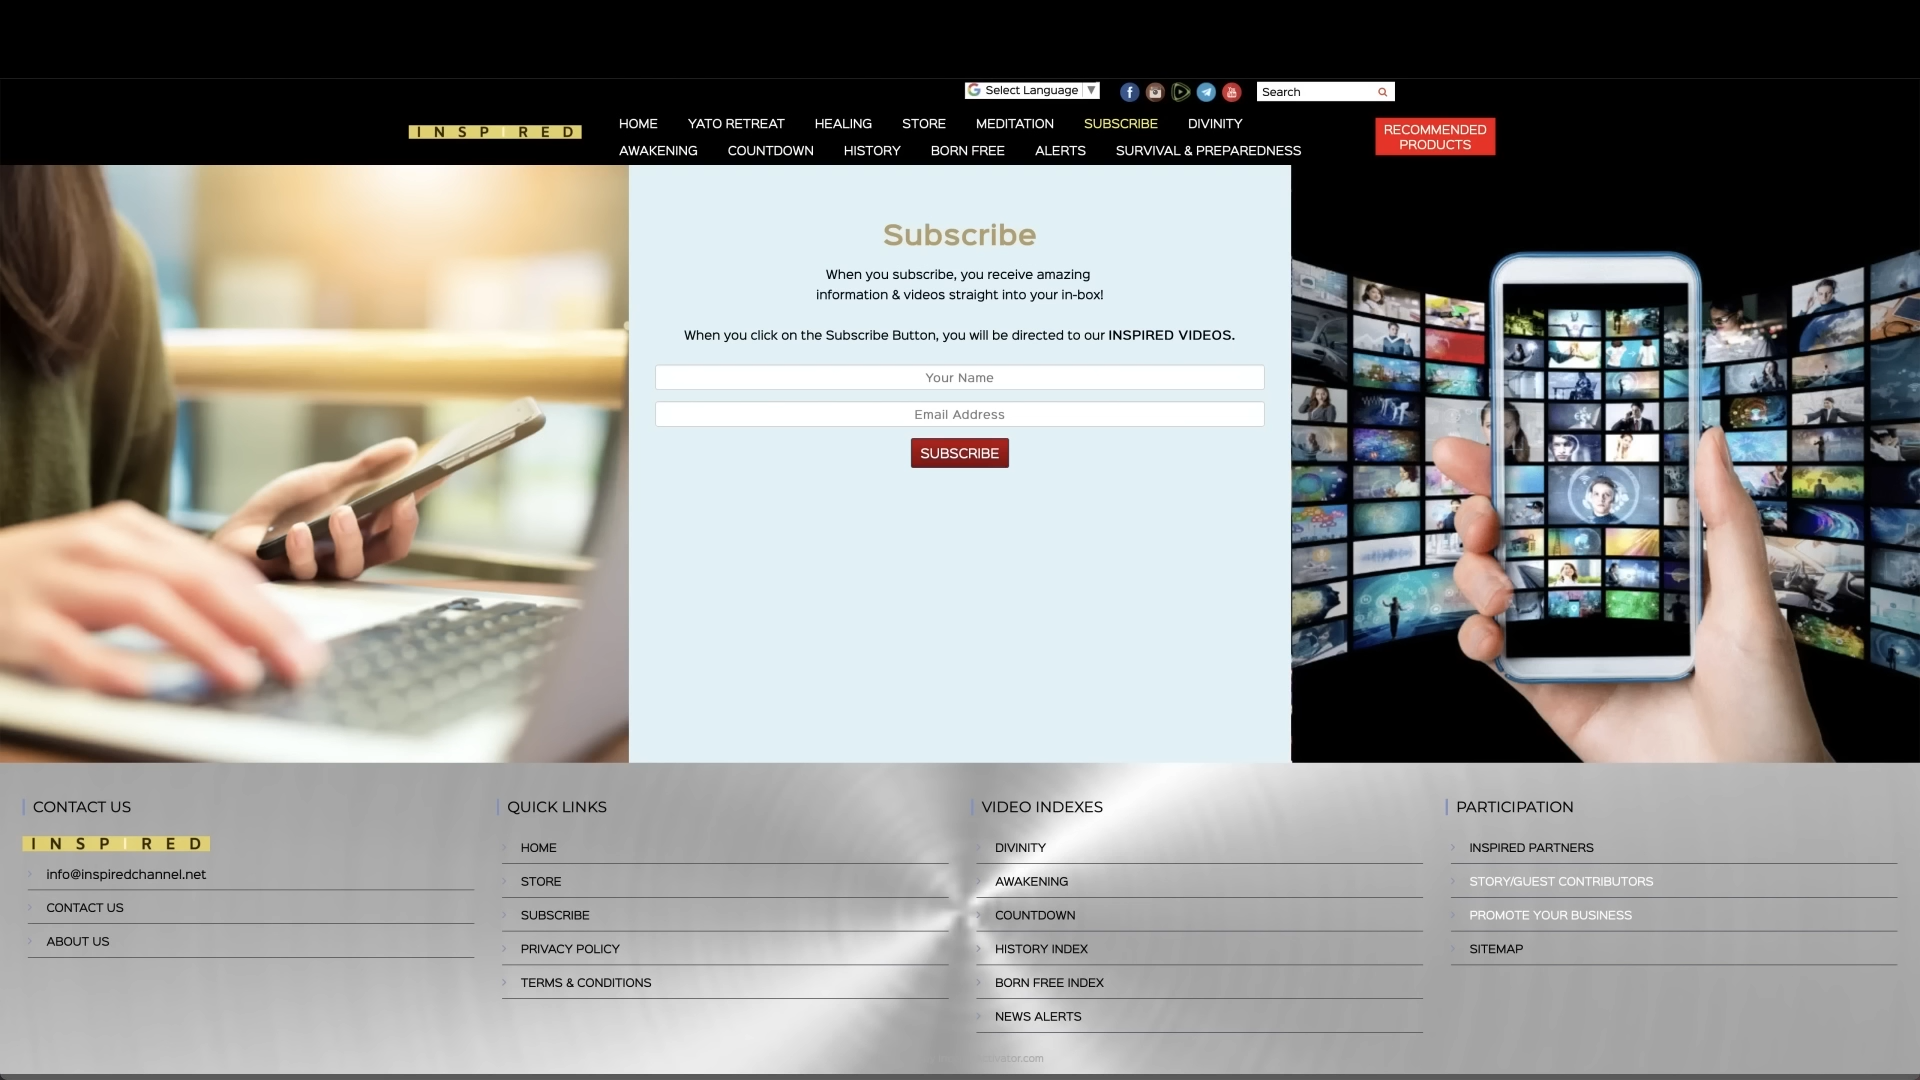 Select Language ▼
Search
INSPIRED
HOME YATO RETREAT HEALING STORE MEDITATION SUBSCRIBE DIVINITY
AWAKENING COUNTDOWN HISTORY BORN FREE ALERTS SURVIVAL & PREPAREDNESS
RECOMMENDED
PRODUCTS
Subscribe
When you subscribe, you receive amazing
information & videos straight into your in-box!
When you click on the Subscribe Button, you will be directed to our INSPIRED VIDEOS.
Your Name
Email Address
SUBSCRIBE
CONTACT US
INSPIRED
info@inspiredchannel.net
CONTACT US
ABOUT US
QUICK LINKS
HOME
STORE
SUBSCRIBE
PRIVACY POLICY
TERMS & CONDITIONS
VIDEO INDEXES
DIVINITY
AWAKENING
COUNTDOWN
HISTORY INDEX
BORN FREE INDEX
NEWS ALERTS
PARTICIPATION
INSPIRED PARTNERS
STORY/GUEST CONTRIBUTORS
PROMOTE YOUR BUSINESS
SITEMAP